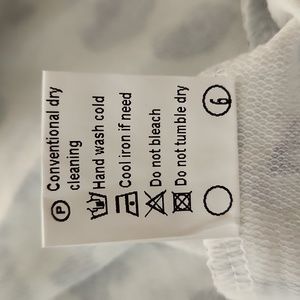 Conventional dry
cleaning
Hand wash cold
Cool iron if need
Do not bleach
Do not tumble dry
P
6